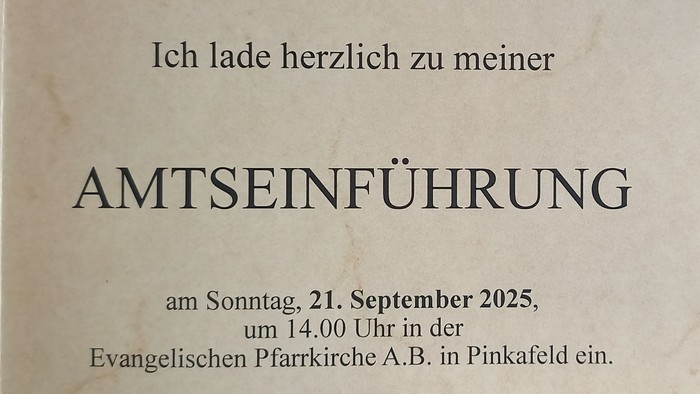 Ich lade herzlich zu meiner
AMTSEINFÜHRUNG
am Sonntag, 21. September 2025,
um 14.00 Uhr in der
Evangelischen Pfarrkirche A.B. in Pinkafeld ein.